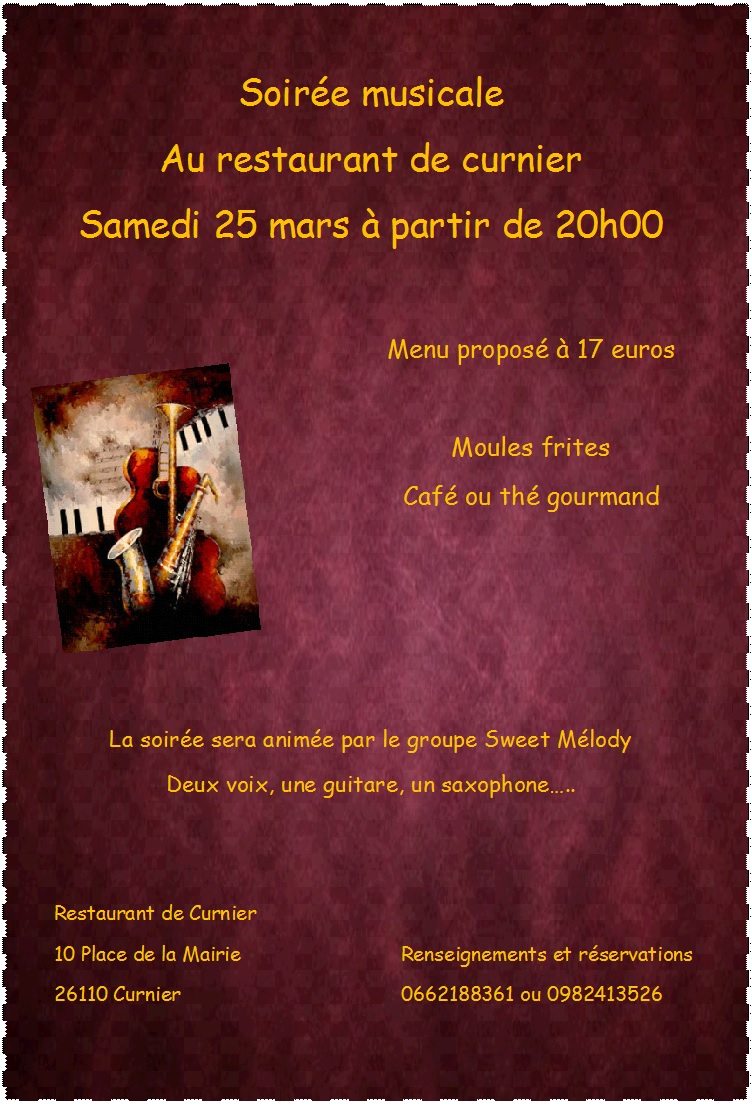 Soirée musicale
Au restaurant de curnier
Samedi 25 mars à partir de 20h00
Menu proposé à 17 euros
Moules frites
Café ou thé gourmand
La soirée sera animée par le groupe Sweet Mélody
Deux voix, une guitare, un saxophone…..
Restaurant de Curnier
10 Place de la Mairie
26110 Curnier
Renseignements et réservations
0662188361 ou 0982413526